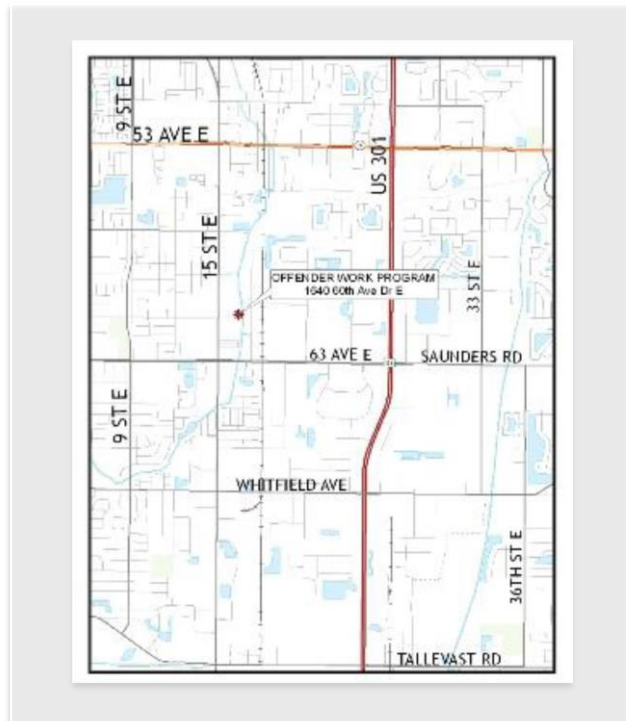 9 ST E
53 AVE E
US 301
15 ST E
OFFENDER WORK PROGRAM
1640 60th Ave Dr E
33 ST E
63 AVE E
SAUNDERS RD
9 ST E
WHITFIELD AVE
36TH ST E
TALLEVAST RD